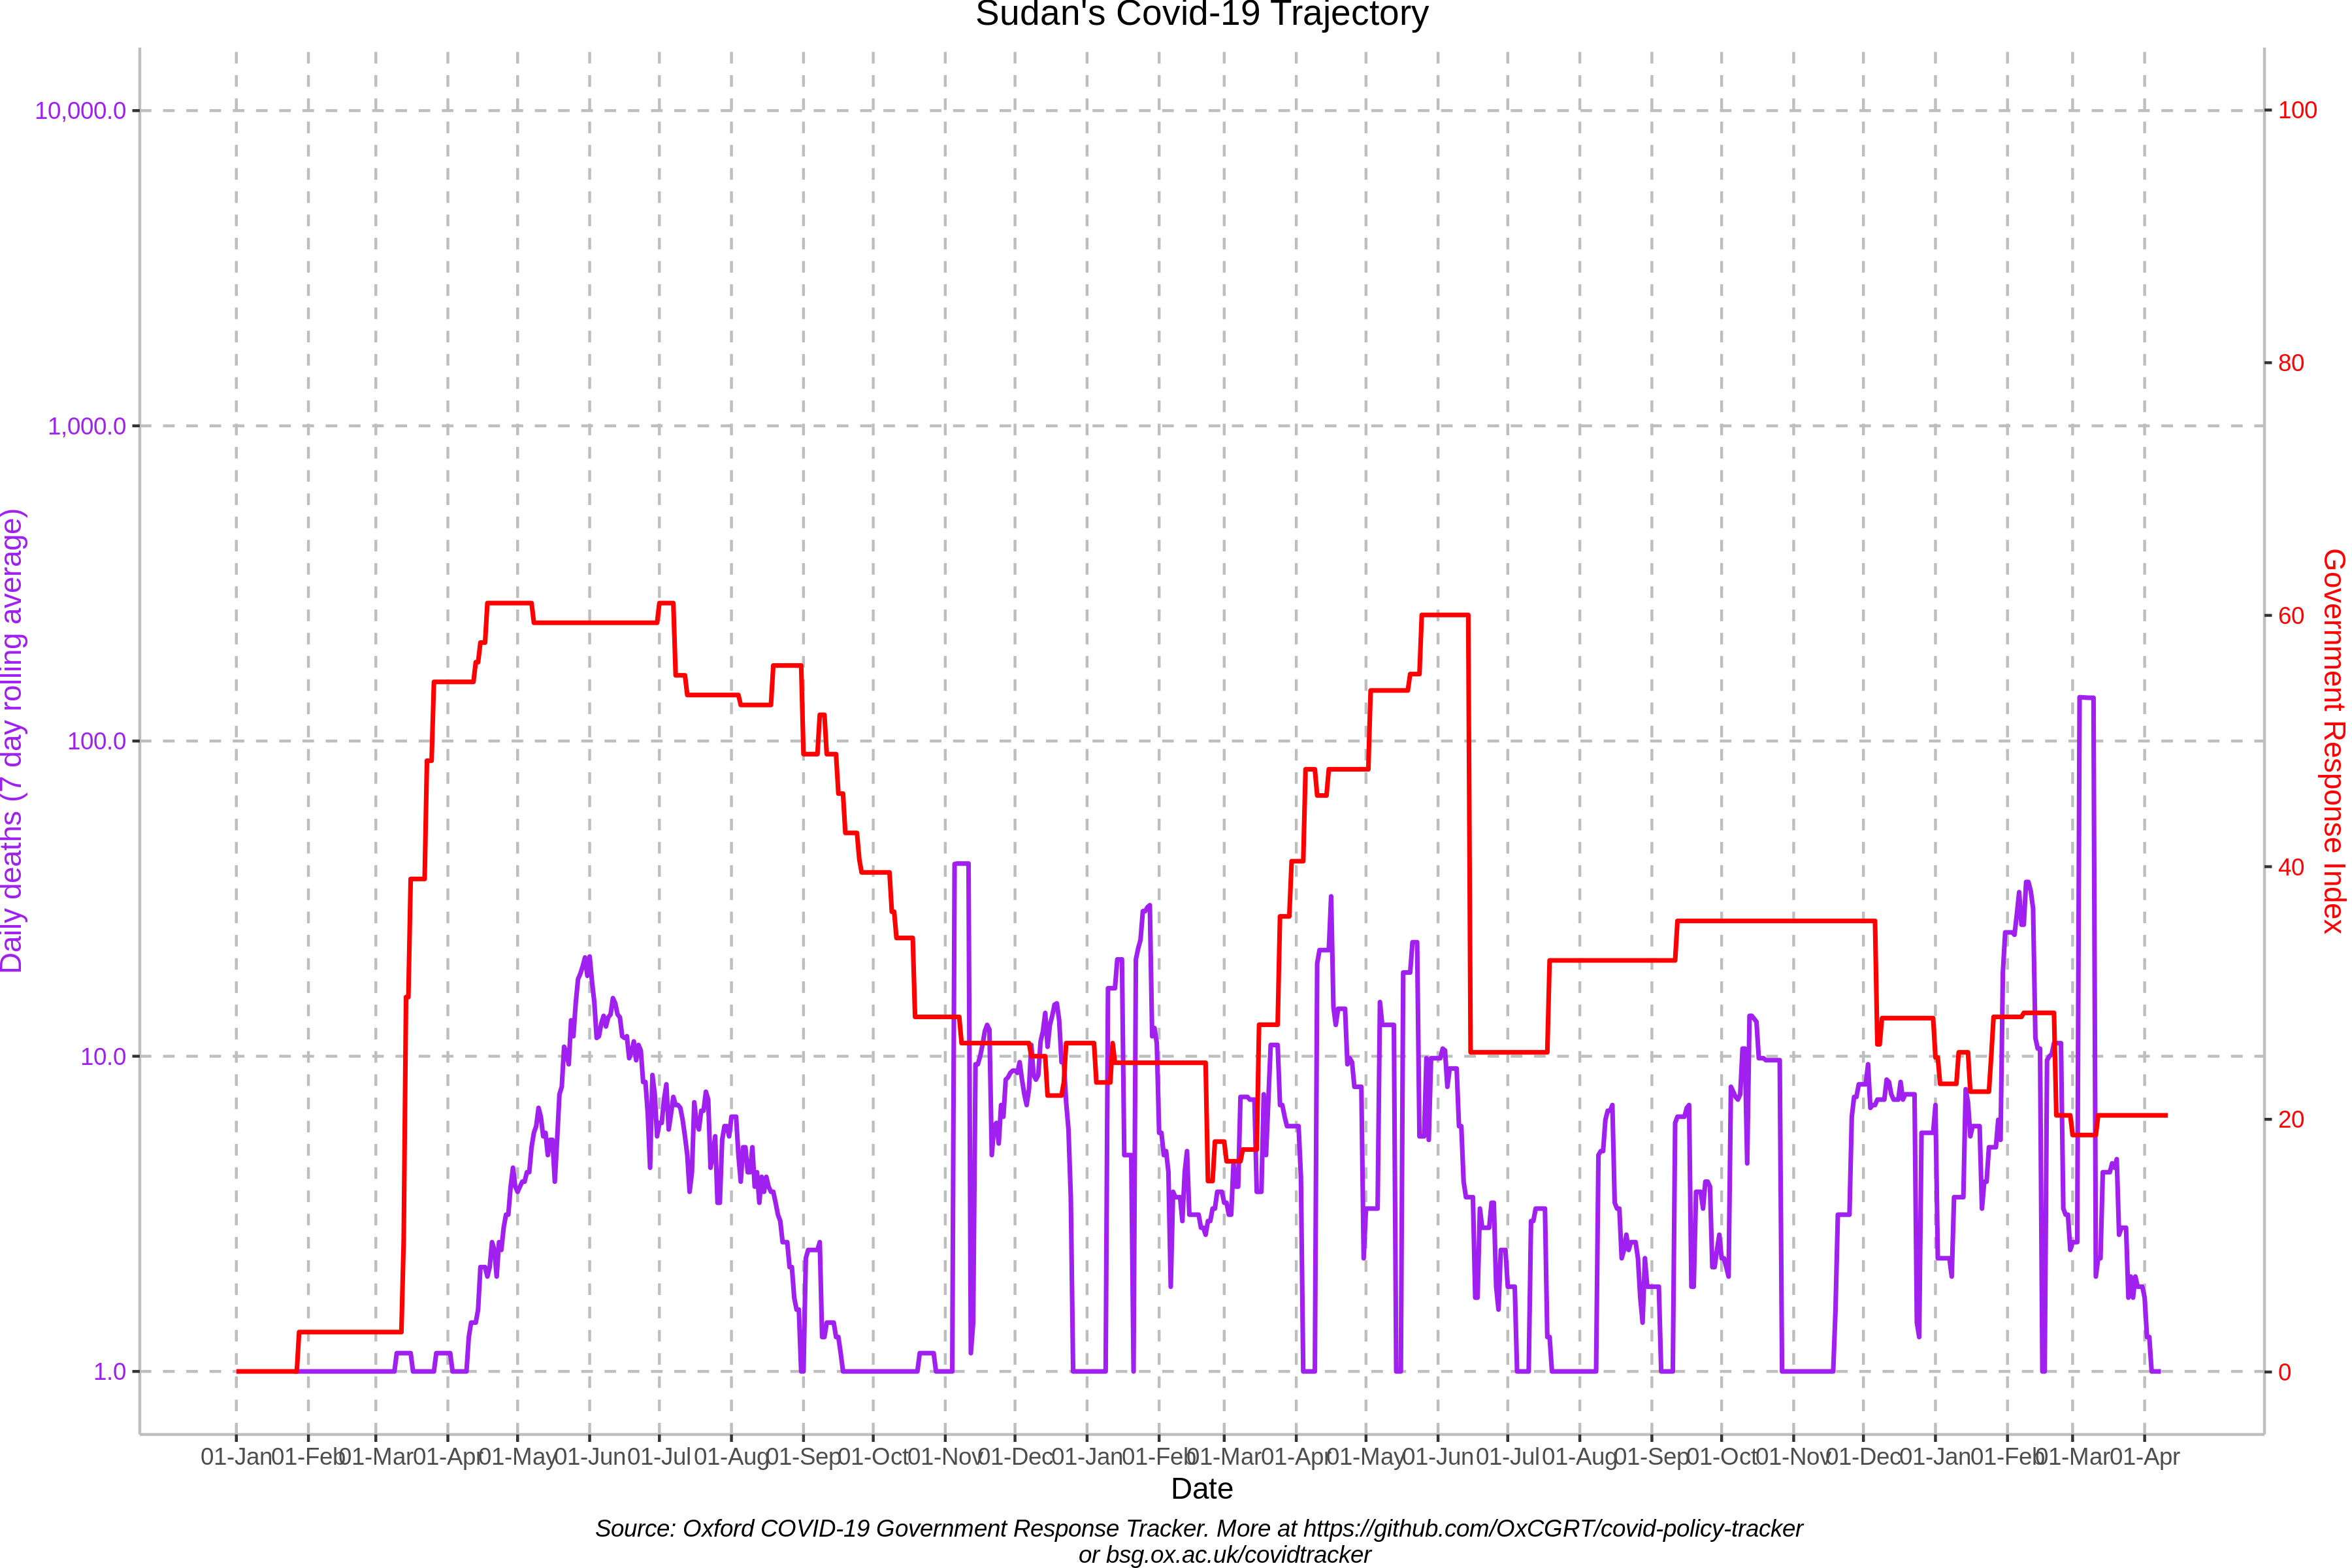 Sudan's Covid-19 Trajectory
10,000.0
1,000.0
100.0
10.0
1.0
Daily deaths (7 day rolling average)
100
80
60
40
20
0
Government Response Index
01-Jan 01-Feb 01-Mar 01-Apr 01-May 01-Jun 01-Jul 01-Aug 01-Sep 01-Oct 01-Nov 01-Dec 01-Jan 01-Feb 01-Mar 01-Apr 01-May 01-Jun 01-Jul 01-Aug 01-Sep 01-Oct 01-Nov 01-Dec 01-Jan 01-Feb 01-Mar 01-Apr
Date
Source: Oxford COVID-19 Government Response Tracker. More at https://github.com/OxCGRT/covid-policy-tracker
or bsg.ox.ac.uk/covidtracker